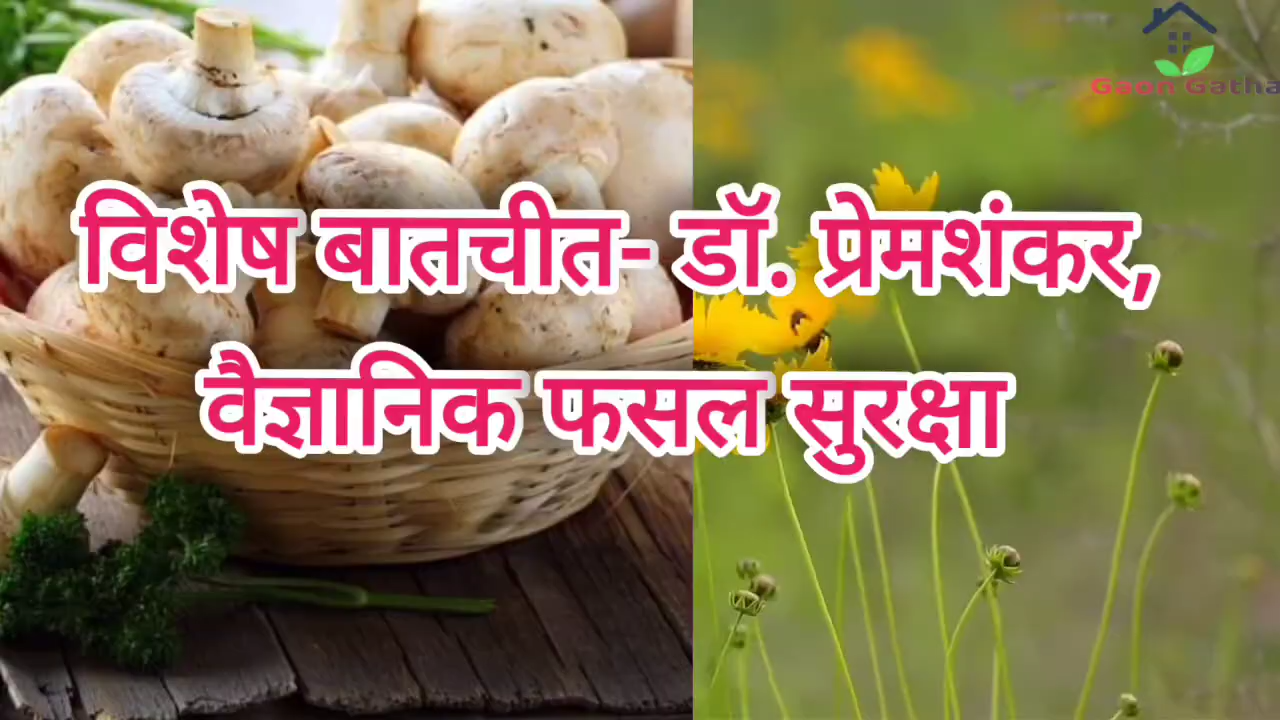 Gaon Gatha
विशेष बातचीत- डॉ. प्रेमशंकर,
वैज्ञानिक फसल सुरक्षा